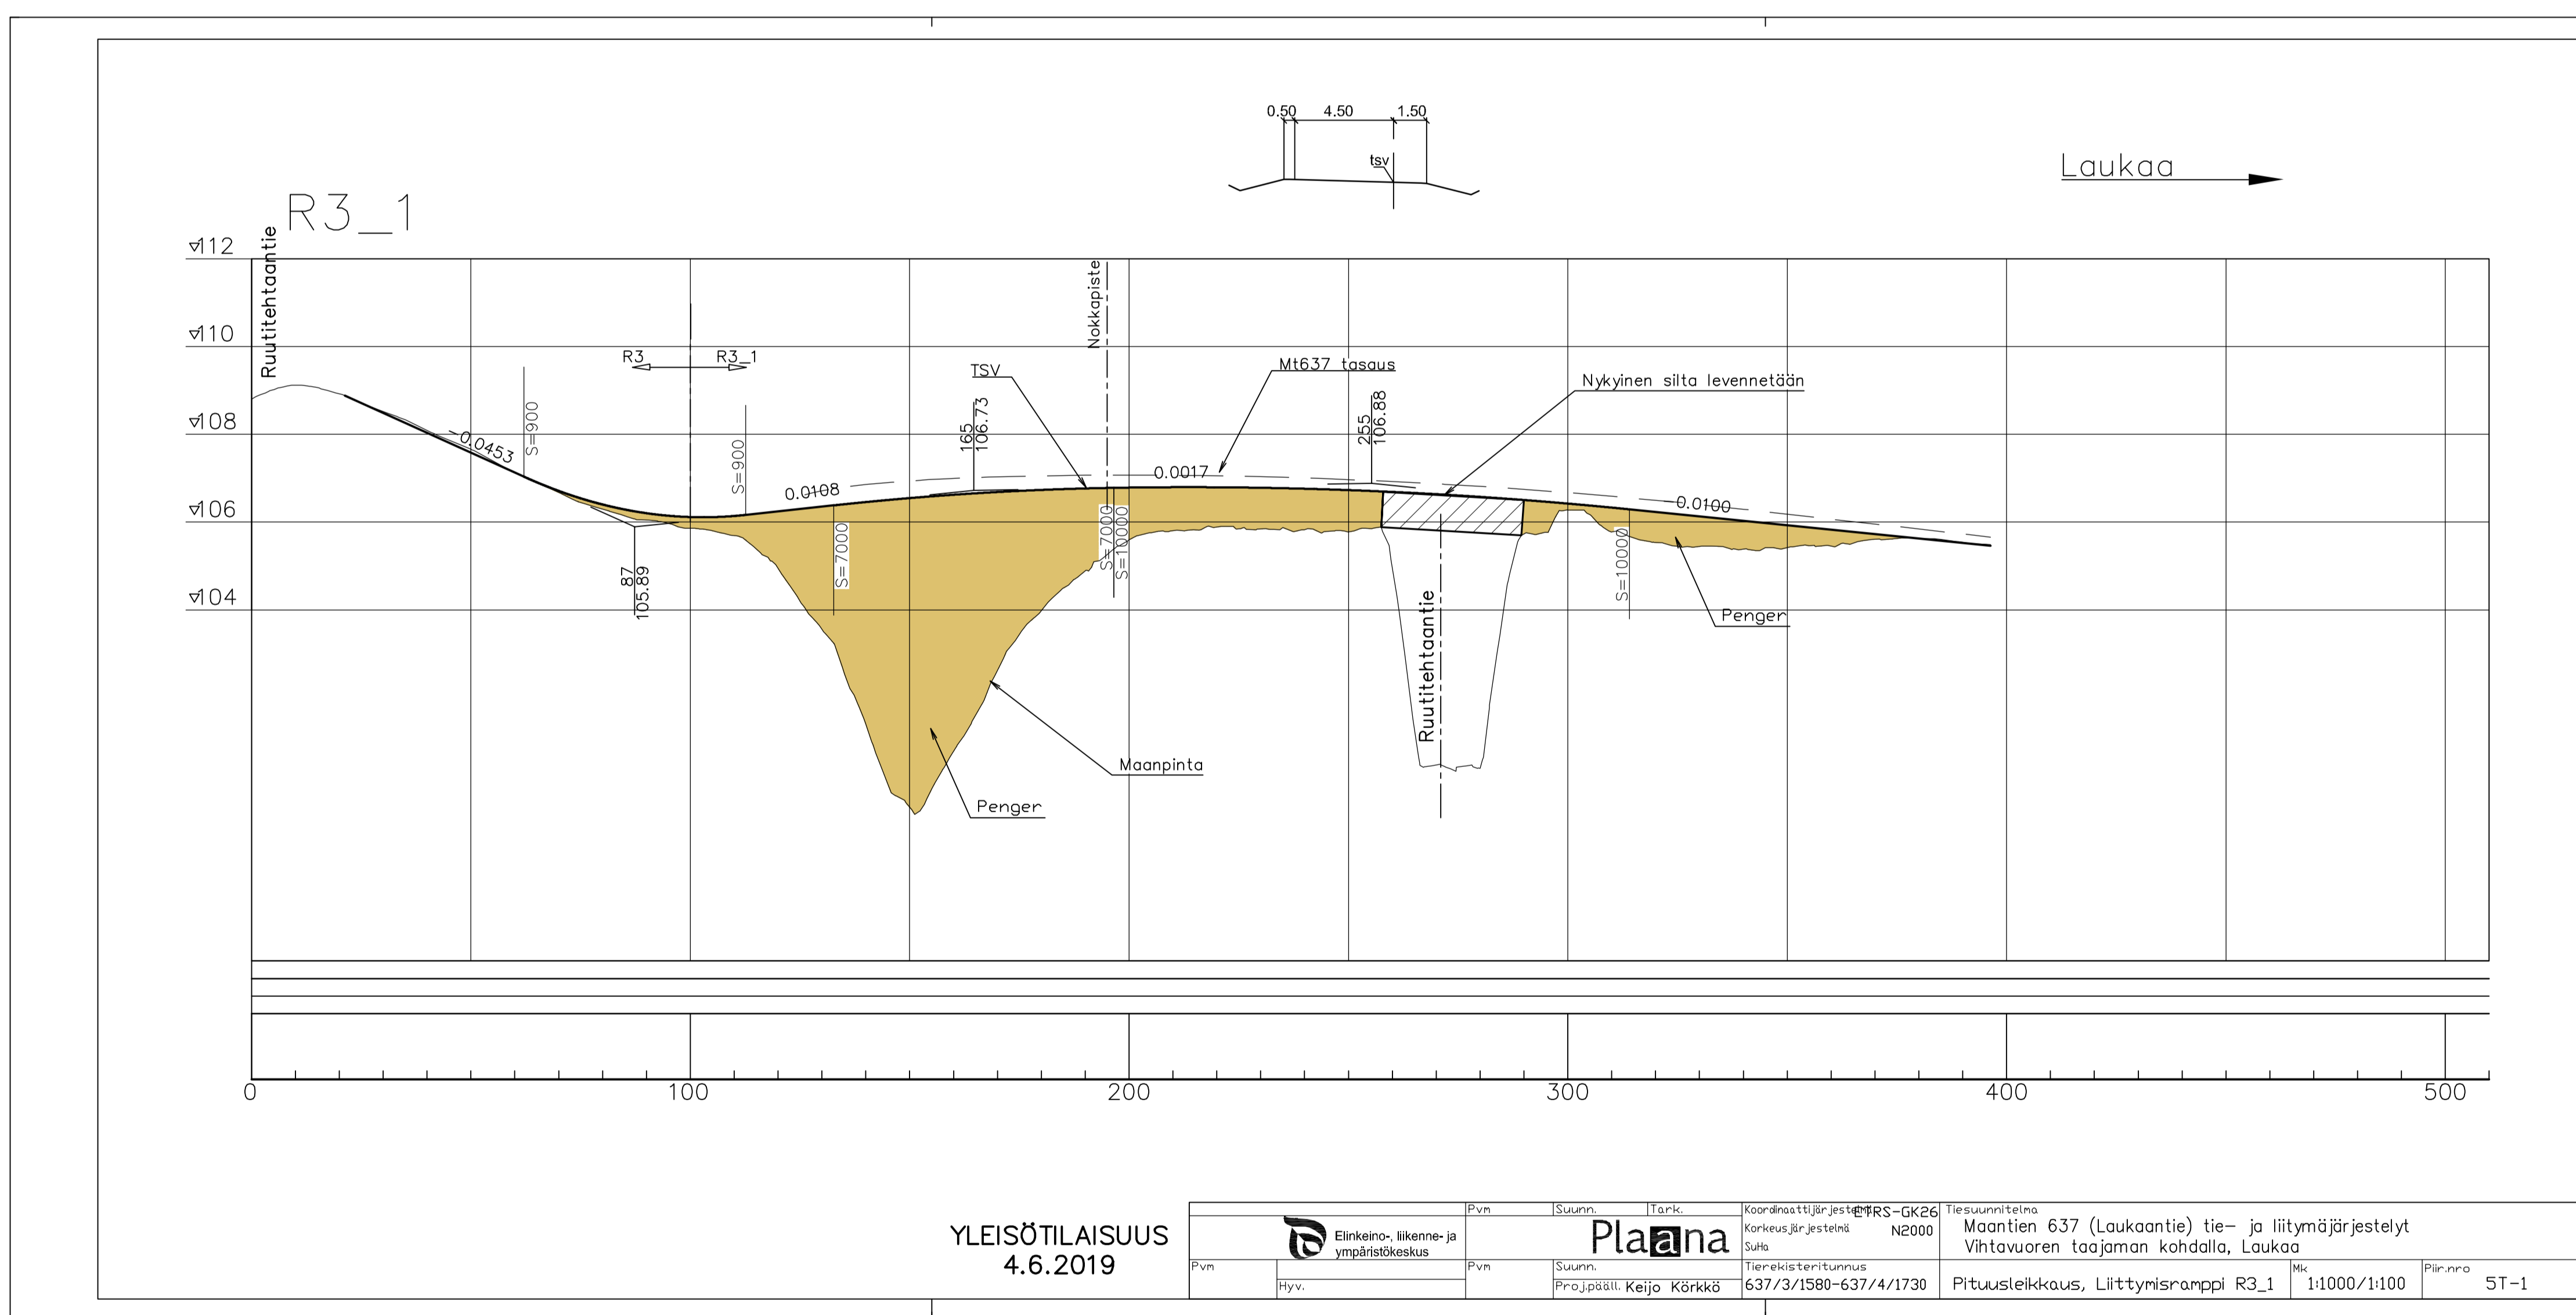 0.50 4.50 1.50
tsv
Laukaa
R3_1
Ruutitehtaantie
112
110
108
106
104
R3 R3_1
Nokkapiste
TSV
Mt637 tasaus
Nykyinen silta levennetään
-0.0453
S=900
S=900
87
105.89
0.0108
S=7000
165
106.73
S=7000
S=10000
0.0017
255
106.88
-0.0100
S=10000
Penger
Ruutitehtaantie
Maanpinta
Penger
0 100 200 300 400 500
YLEISÖTILAISUUS
4.6.2019
Elinkeino-, liikenne- ja
ympäristökeskus
Pvm
Hyv.
Pvm Suunn. Tark.
Plaana
Pvm Suunn.
Proj.pääll. Keijo Körkkö
Koordinaattijärjestelmä ETRS-GK26
Korkeusjärjestelmä N2000
SuHa
Tierekisteritunnus
637/3/1580-637/4/1730
Tiesuunnitelma
Maantien 637 (Laukaantie) tie- ja liitymäjärjestelyt
Vihtavuoren taajaman kohdalla, Laukaa
Pituusleikkaus, Liittymisramppi R3_1
Mk
1:1000/1:100
Piir.nro
5T-1